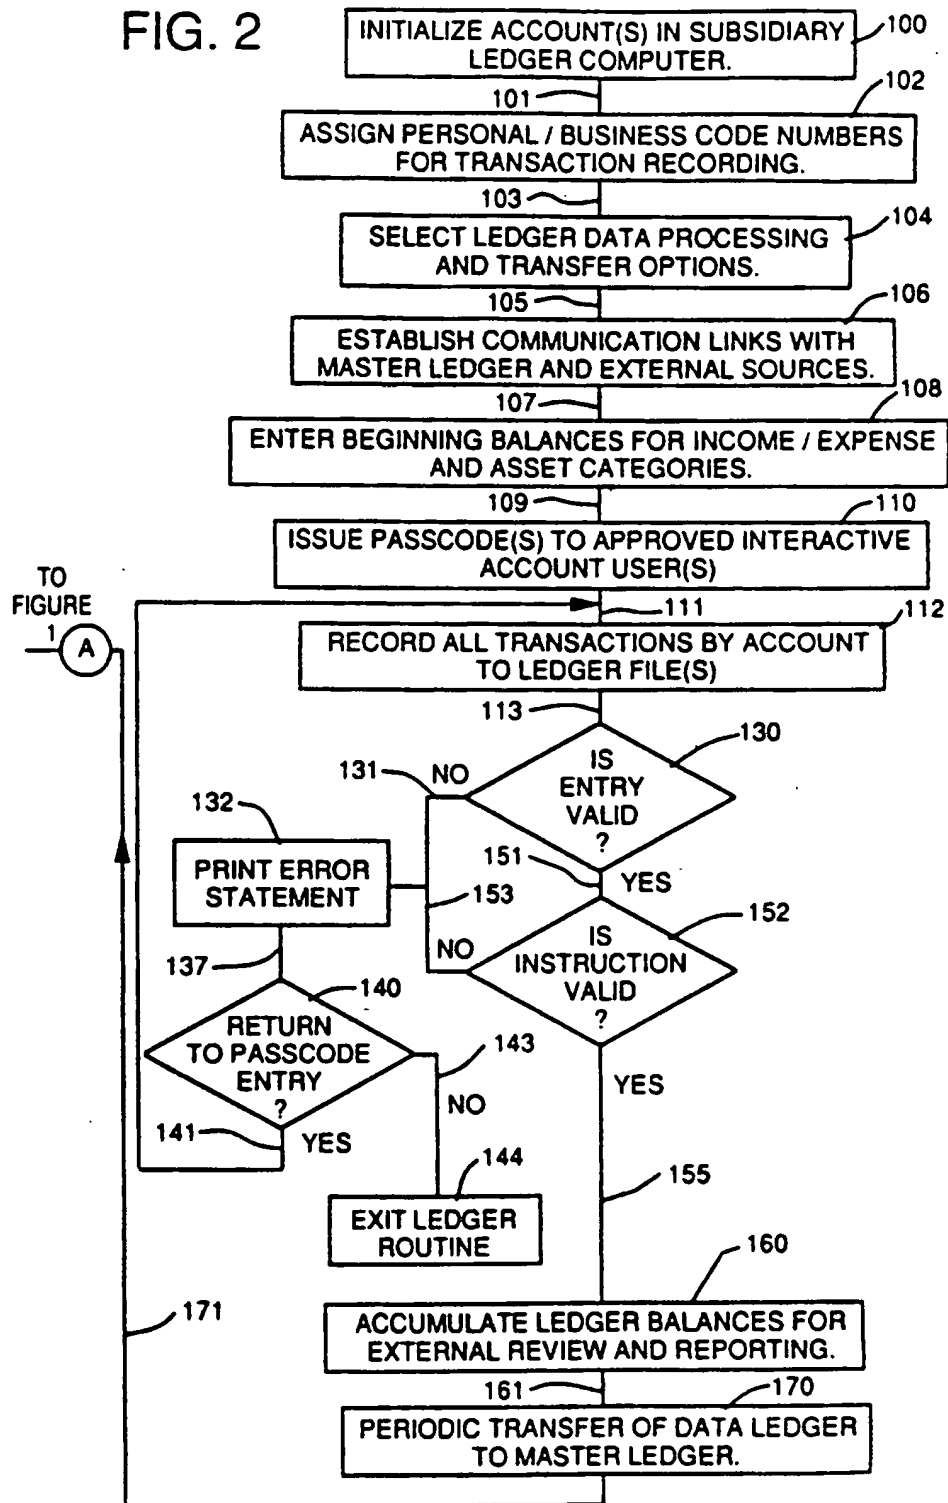 FIG. 2
INITIALIZE ACCOUNT(S) IN SUBSIDIARY
LEDGER COMPUTER.
100
101
102
ASSIGN PERSONAL / BUSINESS CODE NUMBERS
FOR TRANSACTION RECORDING.
103
104
SELECT LEDGER DATA PROCESSING
AND TRANSFER OPTIONS.
105
106
ESTABLISH COMMUNICATION LINKS WITH
MASTER LEDGER AND EXTERNAL SOURCES.
107
108
ENTER BEGINNING BALANCES FOR INCOME / EXPENSE
AND ASSET CATEGORIES.
109
110
ISSUE PASSCODE(S) TO APPROVED INTERACTIVE
ACCOUNT USER(S)
TO
FIGURE
1
A
111
112
RECORD ALL TRANSACTIONS BY ACCOUNT
TO LEDGER FILE(S)
113
130
IS
ENTRY
VALID
?
131
NO
132
PRINT ERROR
STATEMENT
151
YES
153
152
IS
INSTRUCTION
VALID
?
NO
137
140
RETURN
TO PASSCODE
ENTRY
?
143
NO
YES
141
YES
144
EXIT LEDGER
ROUTINE
155
160
ACCUMULATE LEDGER BALANCES FOR
EXTERNAL REVIEW AND REPORTING.
171
161
170
PERIODIC TRANSFER OF DATA LEDGER
TO MASTER LEDGER.